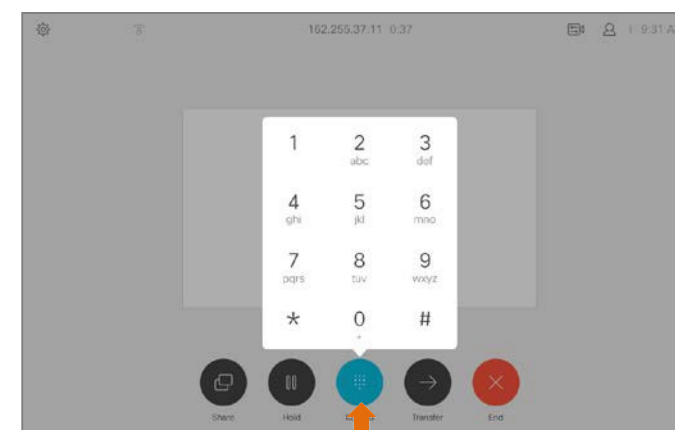 162.255.37.11 0:37
9:31 A
1 2 3
abc def
4 5 6
ghi jkl mno
7 8 9
pqrs tuv wxyz
* 0 #
+
Share Hold Transfer End